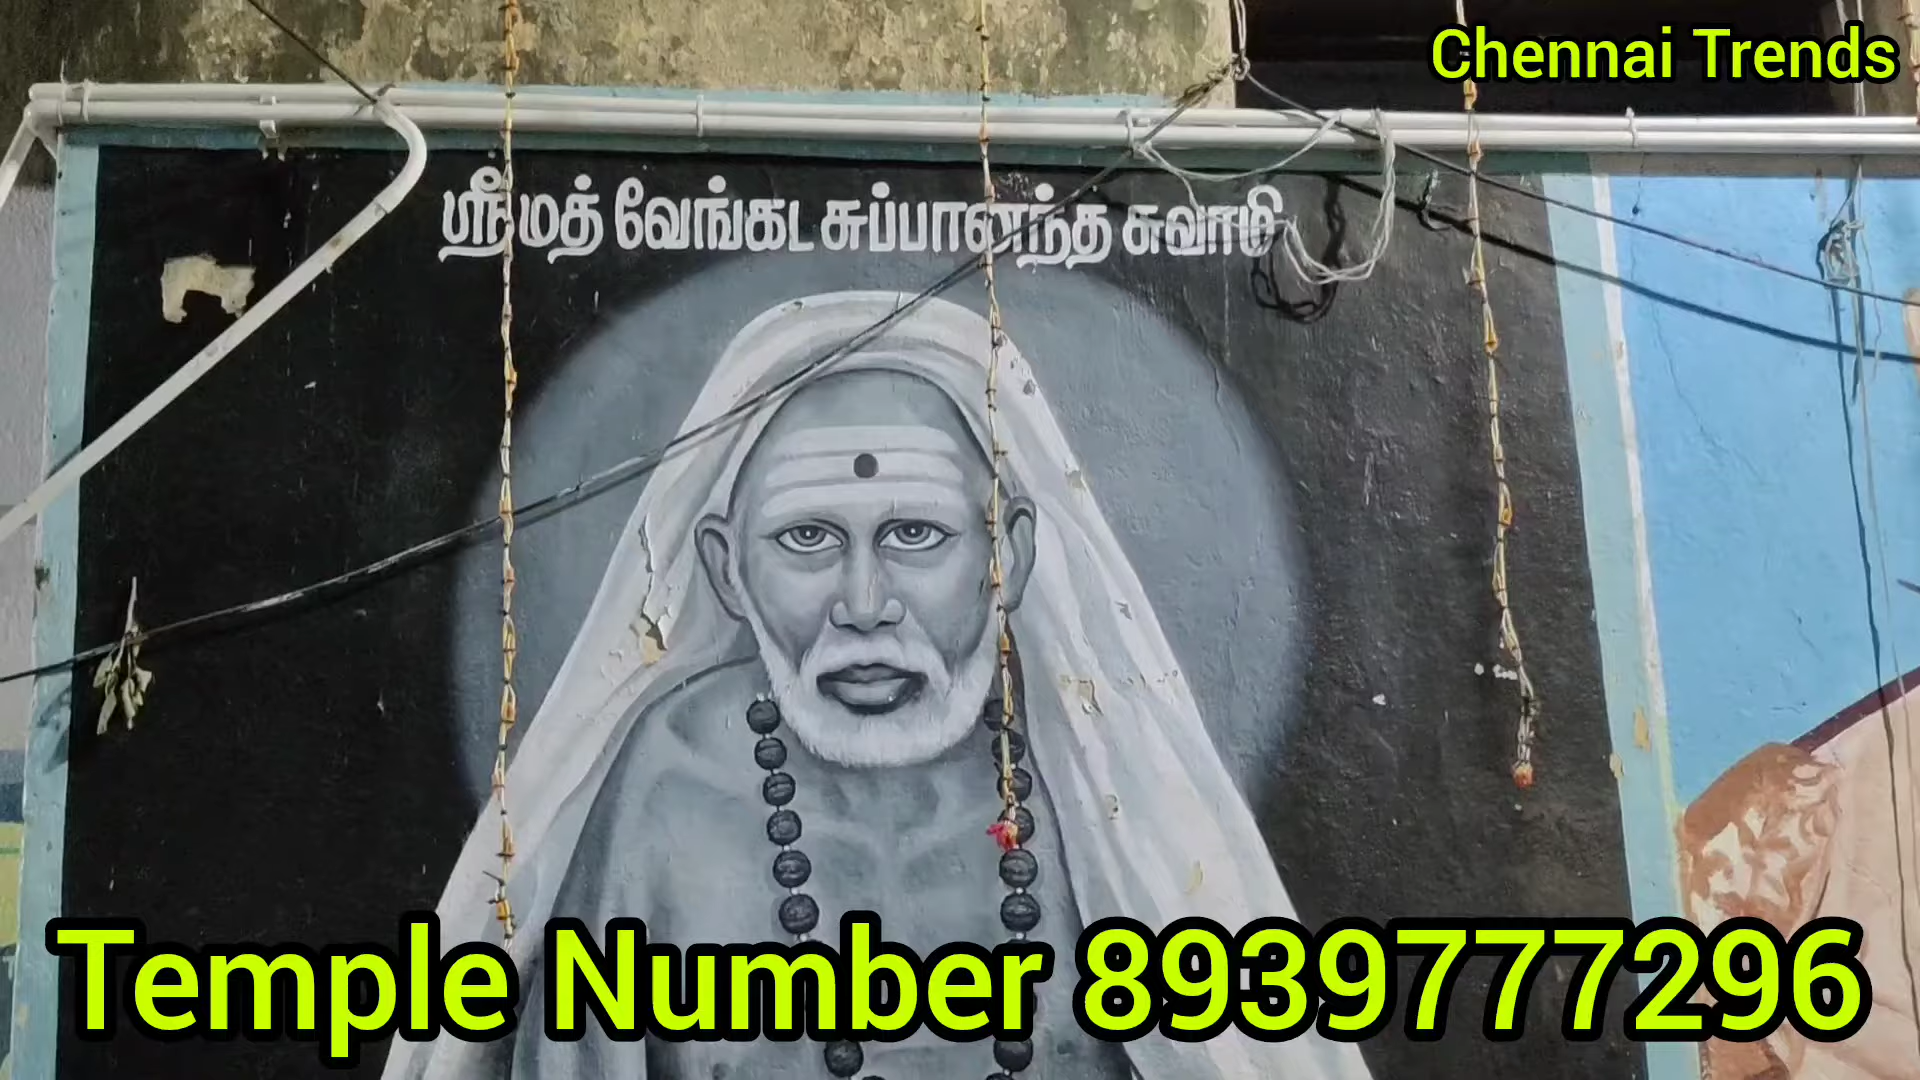 Chennai Trends
ஸ்ரீமத் வேங்கட சுப்பானந்த சுவாமி
Temple Number 8939777296